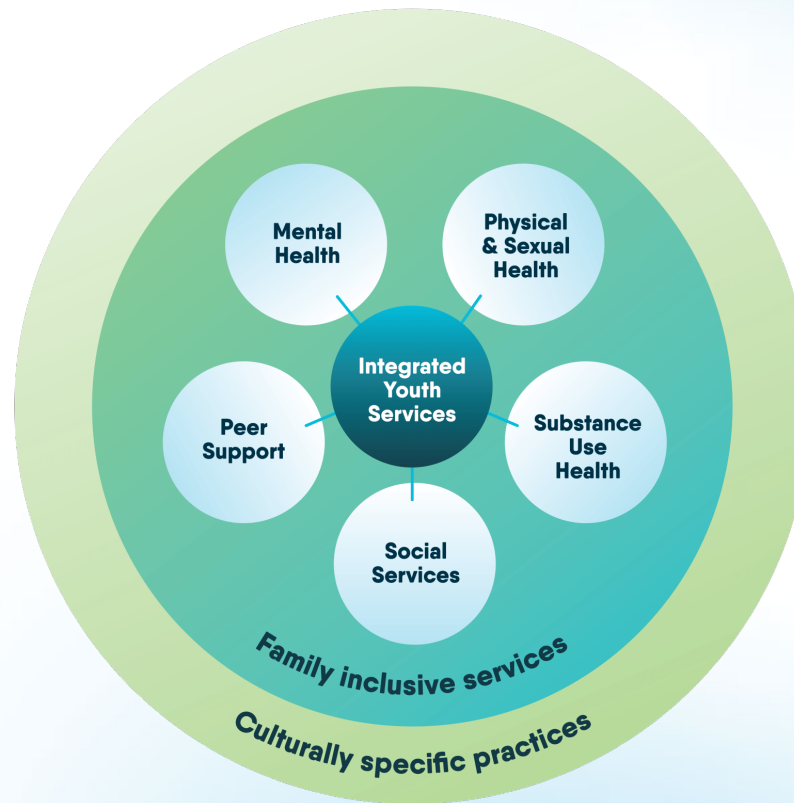 Mental
Health
Physical
& Sexual
Health
Integrated
Youth
Services
Peer
Support
Substance
Use
Health
Social
Services
Family inclusive services
Culturally specific practices